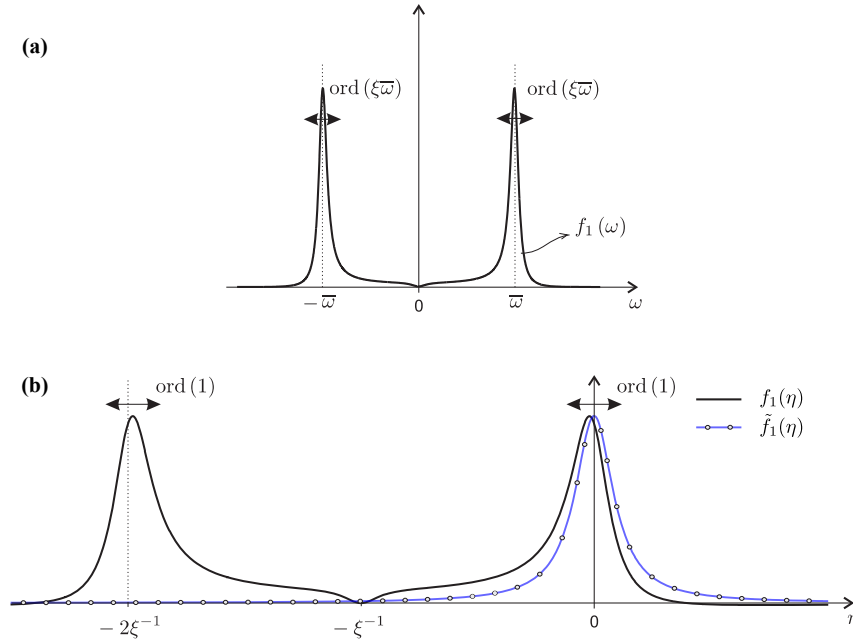 (a)
ord (ξω̅) ord (ξω̅)
f₁ (ω)
− ω̅ 0 ω̅ ω
(b)
ord (1) ord (1)
f₁(η)
f̃₁(η)
− 2ξ⁻¹ − ξ⁻¹ 0